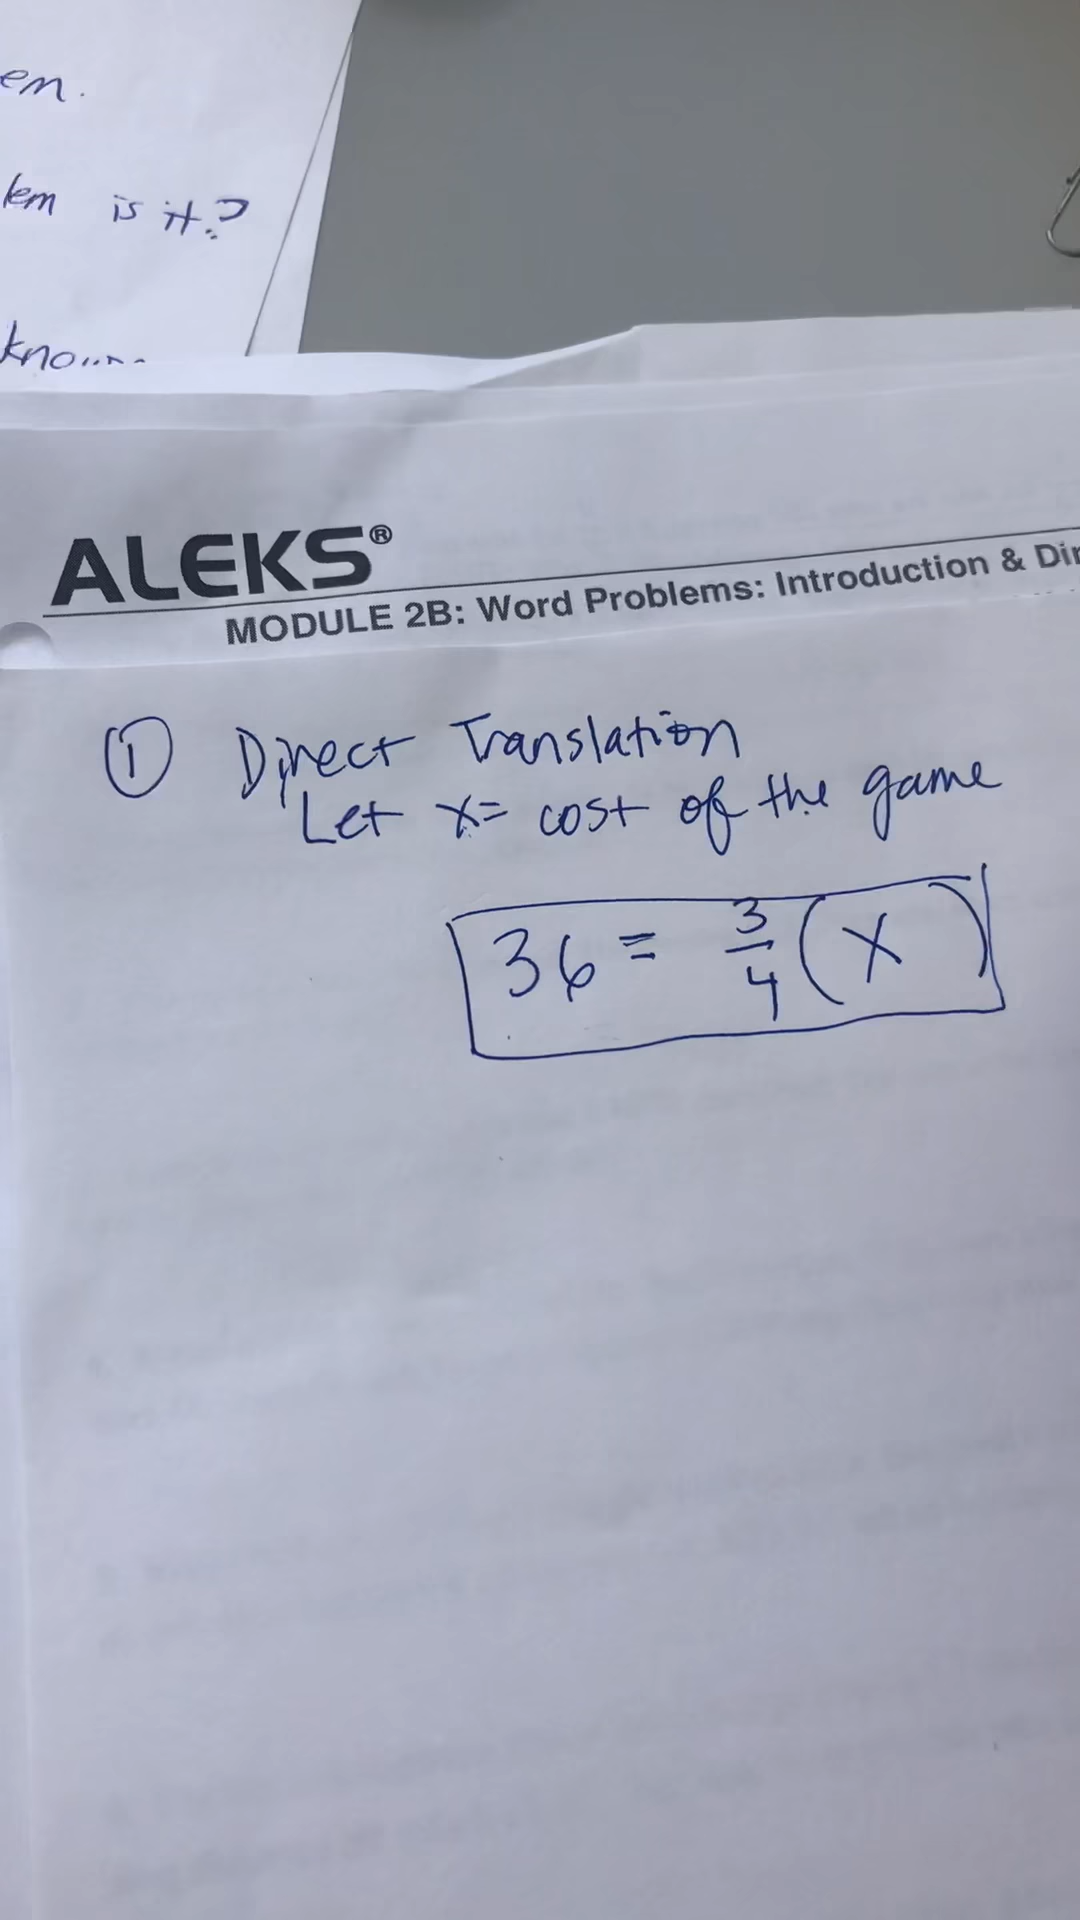 em.
lem is it?
ALEKS®
MODULE 2B: Word Problems: Introduction & Dir
① Direct Translation
Let x= cost of the game
36 = 3/4 (x)